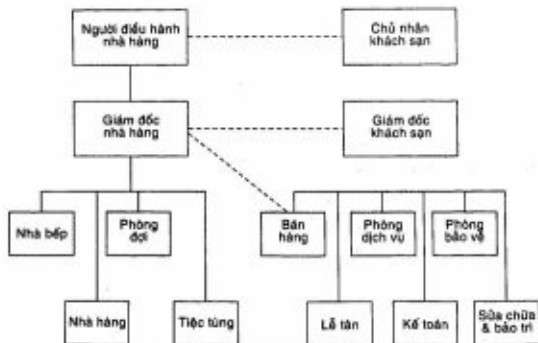 Người điều hành
nhà hàng
Chủ nhân
khách sạn
Giám đốc
nhà hàng
Giám đốc
khách sạn
Nhà bếp
Phòng
đợi
Bán
hàng
Phòng
dịch vụ
Phòng
bảo vệ
Nhà hàng
Tiệc tùng
Lễ tân
Kế toán
Sửa chữa
& bảo trì